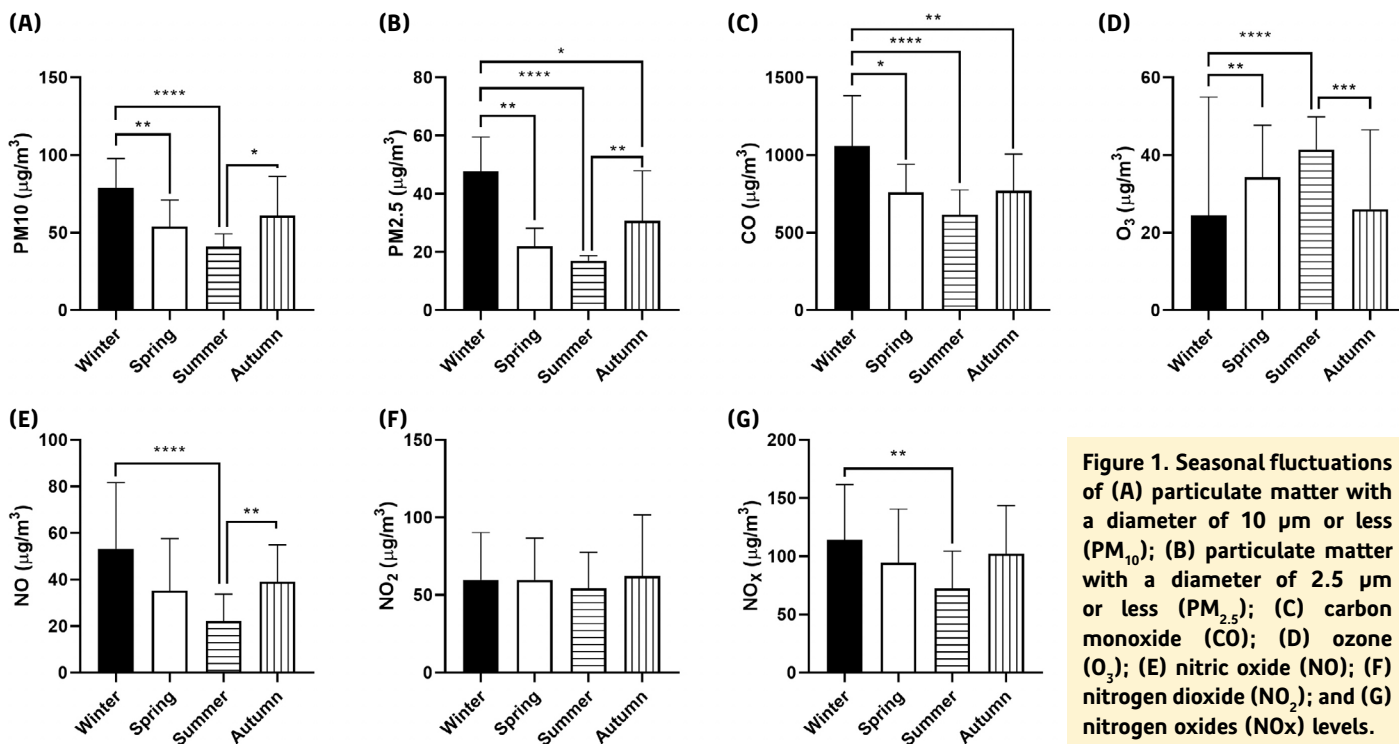 (A)
PM10 (μg/m³)
150
100
50
0
**
****
*
Winter
Spring
Summer
Autumn
(B)
PM2.5 (μg/m³)
80
60
40
20
0
*
****
**
**
Winter
Spring
Summer
Autumn
(C)
CO (μg/m³)
1500
1000
500
0
**
****
*
Winter
Spring
Summer
Autumn
(D)
O₃ (μg/m³)
60
40
20
0
****
**
***
Winter
Spring
Summer
Autumn
(E)
NO (μg/m³)
100
80
60
40
20
0
****
**
Winter
Spring
Summer
Autumn
(F)
NO₂ (μg/m³)
150
100
50
0
Winter
Spring
Summer
Autumn
(G)
NOx (μg/m³)
200
150
100
50
0
**
Winter
Spring
Summer
Autumn
Figure 1. Seasonal fluctuations
of (A) particulate matter with
a diameter of 10 μm or less
(PM₁₀); (B) particulate matter
with a diameter of 2.5 μm
or less (PM₂.₅); (C) carbon
monoxide (CO); (D) ozone
(O₃); (E) nitric oxide (NO); (F)
nitrogen dioxide (NO₂); and (G)
nitrogen oxides (NOx) levels.